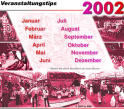 Veranstaltungstips 2002
Januar Juli
Februar August
März September
April Oktober
Mai November
Juni Dezember